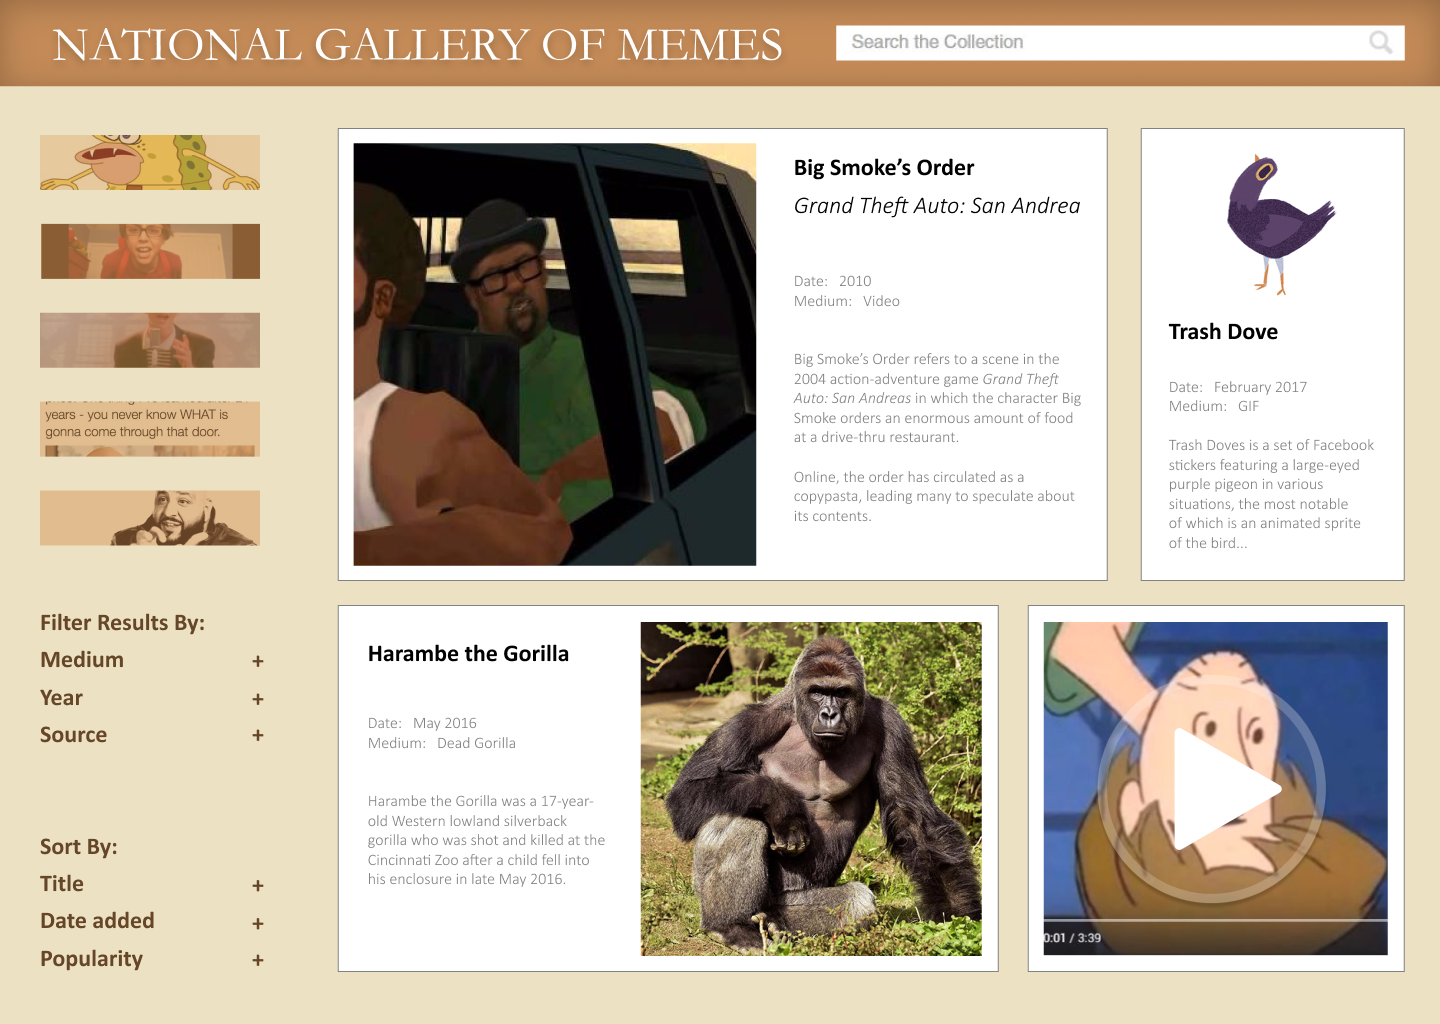 NATIONAL GALLERY OF MEMES
Search the Collection
years - you never know WHAT is
gonna come through that door.
Filter Results By:
Medium +
Year +
Source +
Sort By:
Title +
Date added +
Popularity +
Big Smoke’s Order
Grand Theft Auto: San Andrea
Date: 2010
Medium: Video
Big Smoke’s Order refers to a scene in the
2004 action-adventure game Grand Theft
Auto: San Andreas in which the character Big
Smoke orders an enormous amount of food
at a drive-thru restaurant.
Online, the order has circulated as a
copypasta, leading many to speculate about
its contents.
Trash Dove
Date: February 2017
Medium: GIF
Trash Doves is a set of Facebook
stickers featuring a large-eyed
purple pigeon in various
situations, the most notable
of which is an animated sprite
of the bird...
Harambe the Gorilla
Date: May 2016
Medium: Dead Gorilla
Harambe the Gorilla was a 17-year-
old Western lowland silverback
gorilla who was shot and killed at the
Cincinnati Zoo after a child fell into
his enclosure in late May 2016.
0:01 / 3:39